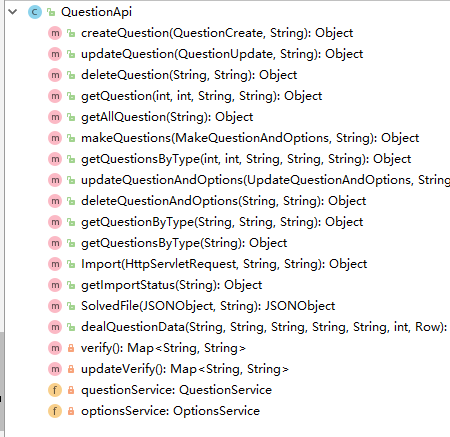 QuestionApi
createQuestion(QuestionCreate, String): Object
updateQuestion(QuestionUpdate, String): Object
deleteQuestion(String, String): Object
getQuestion(int, int, String, String): Object
getAllQuestion(String): Object
makeQuestions(MakeQuestionAndOptions, String): Object
getQuestionsByType(int, int, String, String, String): Object
updateQuestionAndOptions(UpdateQuestionAndOptions, String
deleteQuestionAndOptions(String, String): Object
getQuestionByType(String, String, String): Object
getQuestionsByType(String): Object
Import(HttpServletRequest, String, String): Object
getImportStatus(String): Object
SolvedFile(JSONObject, String): JSONObject
dealQuestionData(String, String, String, String, String, int, Row):
verify(): Map<String, String>
updateVerify(): Map<String, String>
questionService: QuestionService
optionsService: OptionsService